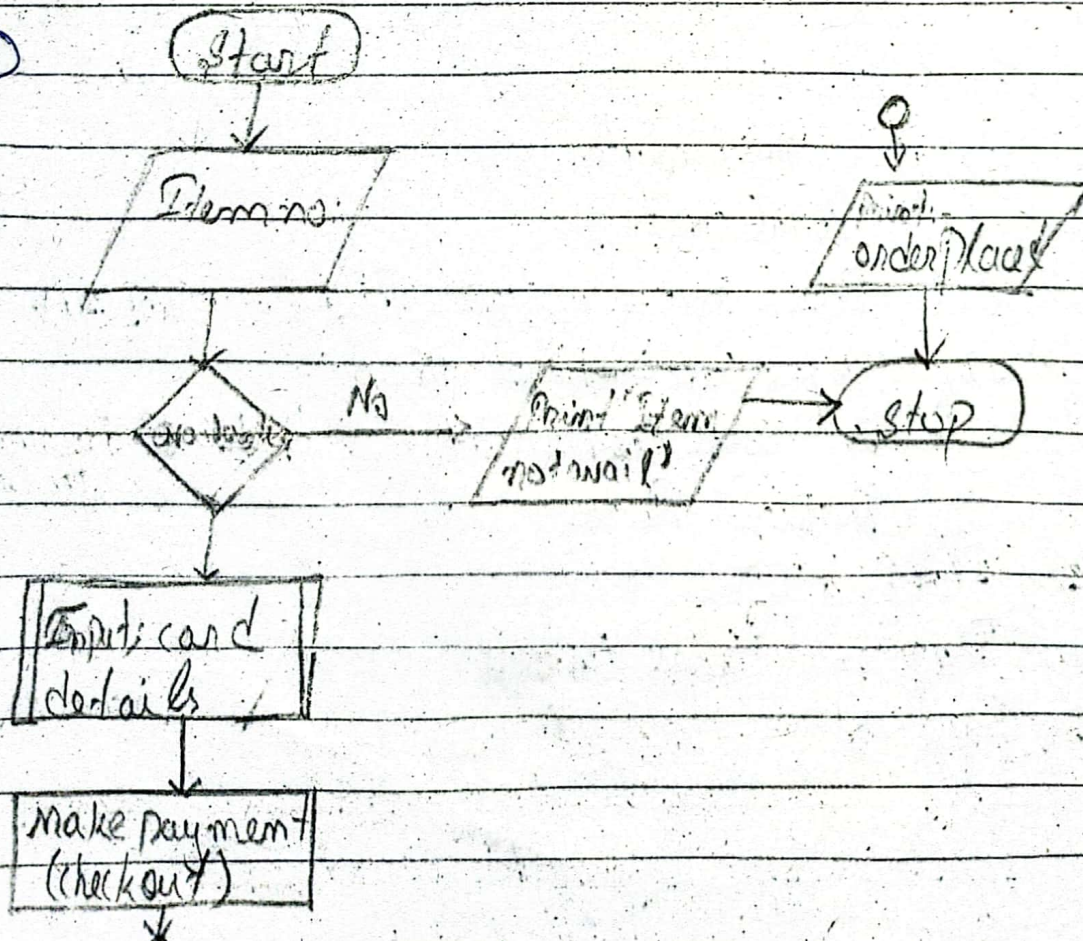 Start
Item no.
No
Print "Item
not avail"
Print:
order placed
Stop
Input: card
details
Make payment
(checkout)